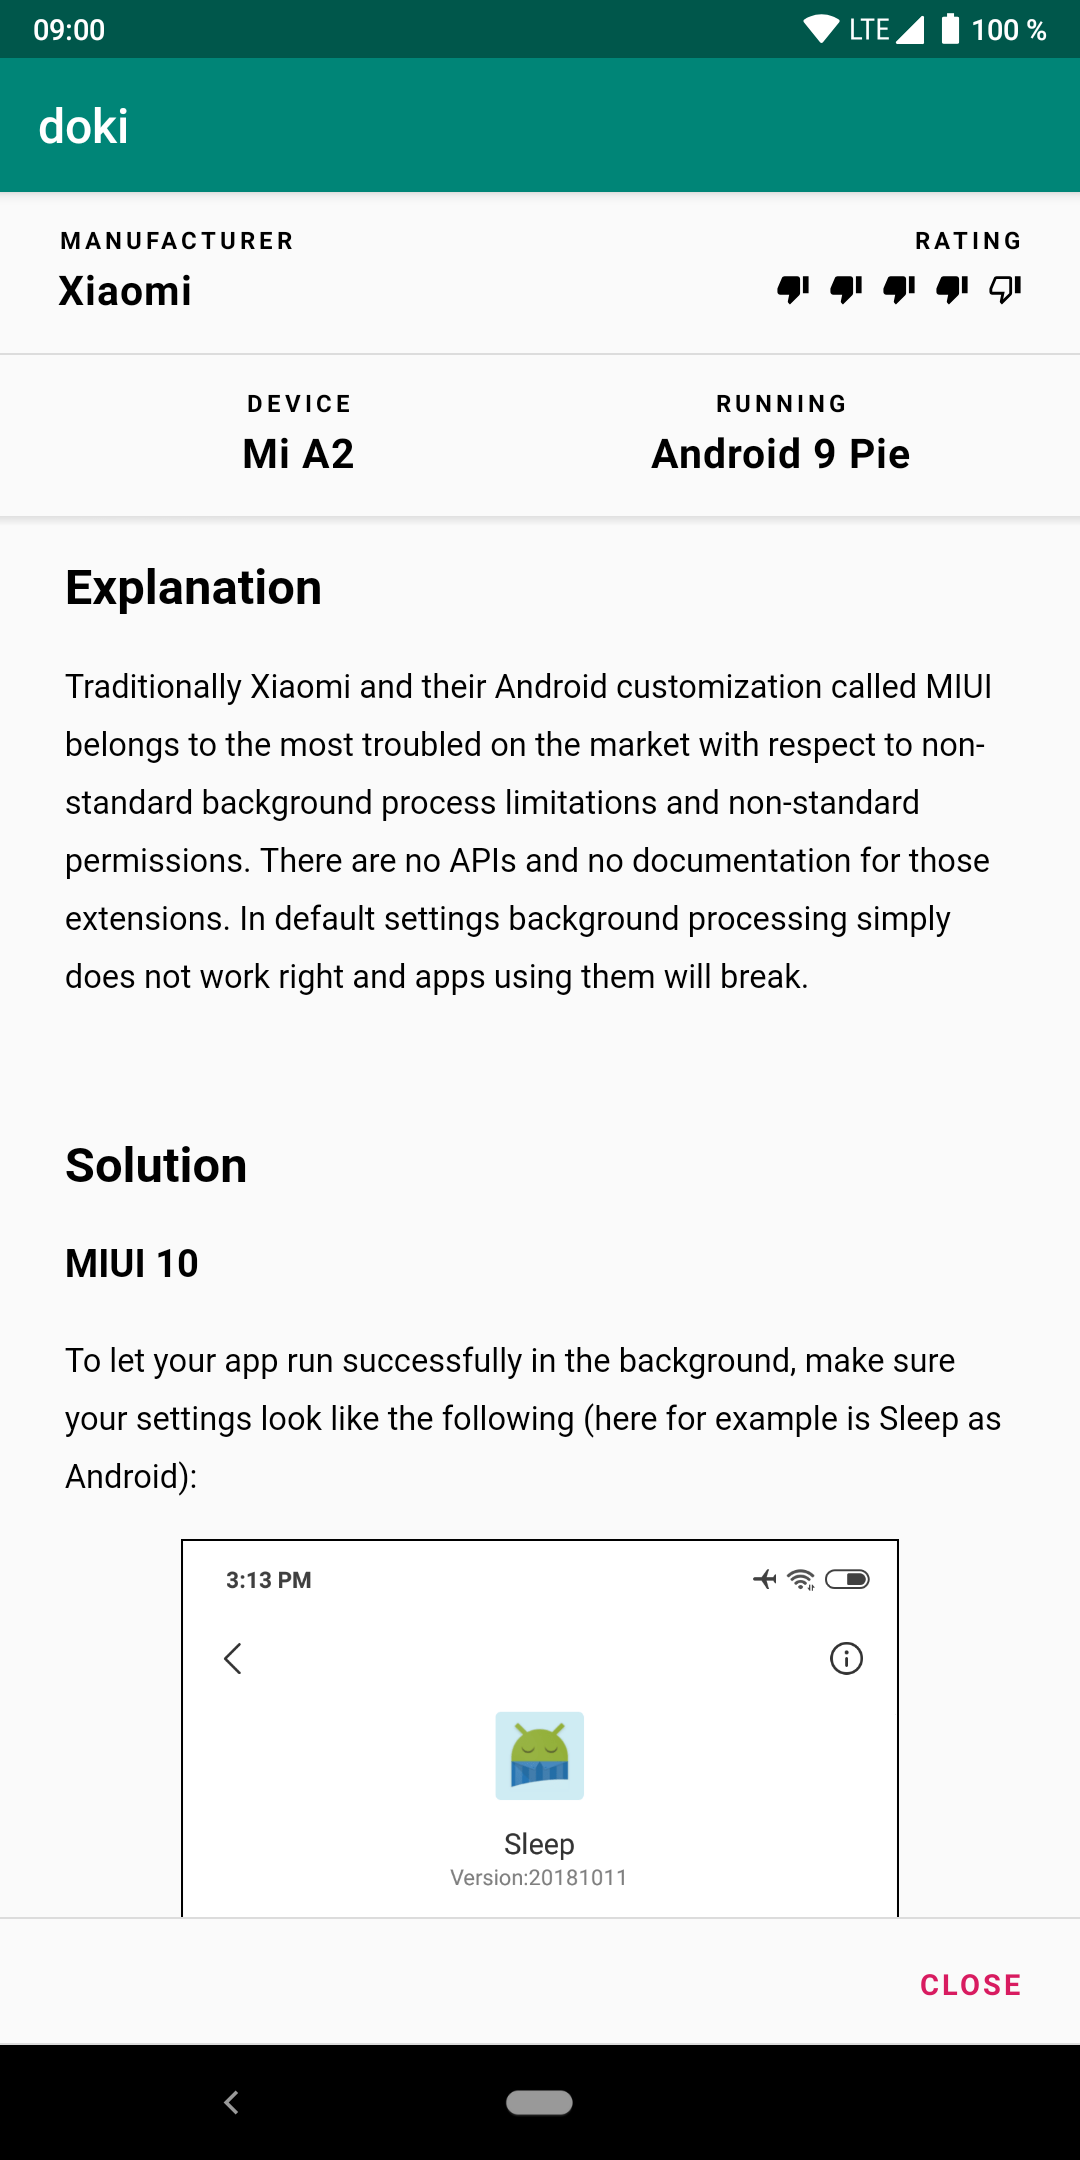 09:00
LTE 100 %
doki
MANUFACTURER
Xiaomi
RATING
DEVICE
Mi A2
RUNNING
Android 9 Pie
Explanation
Traditionally Xiaomi and their Android customization called MIUI
belongs to the most troubled on the market with respect to non-
standard background process limitations and non-standard
permissions. There are no APIs and no documentation for those
extensions. In default settings background processing simply
does not work right and apps using them will break.
Solution
MIUI 10
To let your app run successfully in the background, make sure
your settings look like the following (here for example is Sleep as
Android):
3:13 PM
Sleep
Version:20181011
CLOSE